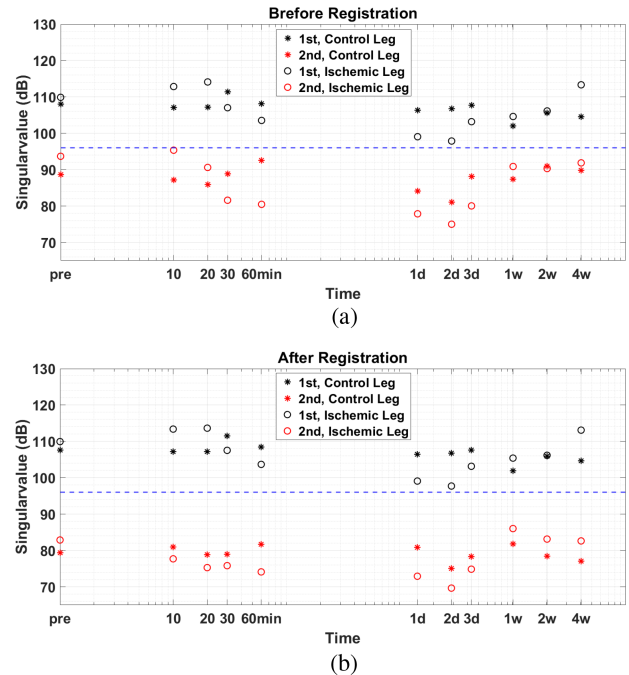 Brefore Registration
130
120
110
100
90
80
70
Singularvalue (dB)
1st, Control Leg
2nd, Control Leg
1st, Ischemic Leg
2nd, Ischemic Leg
pre 10 20 30 60min 1d 2d 3d 1w 2w 4w
Time
(a)
After Registration
130
120
110
100
90
80
70
Singularvalue (dB)
1st, Control Leg
2nd, Control Leg
1st, Ischemic Leg
2nd, Ischemic Leg
pre 10 20 30 60min 1d 2d 3d 1w 2w 4w
Time
(b)